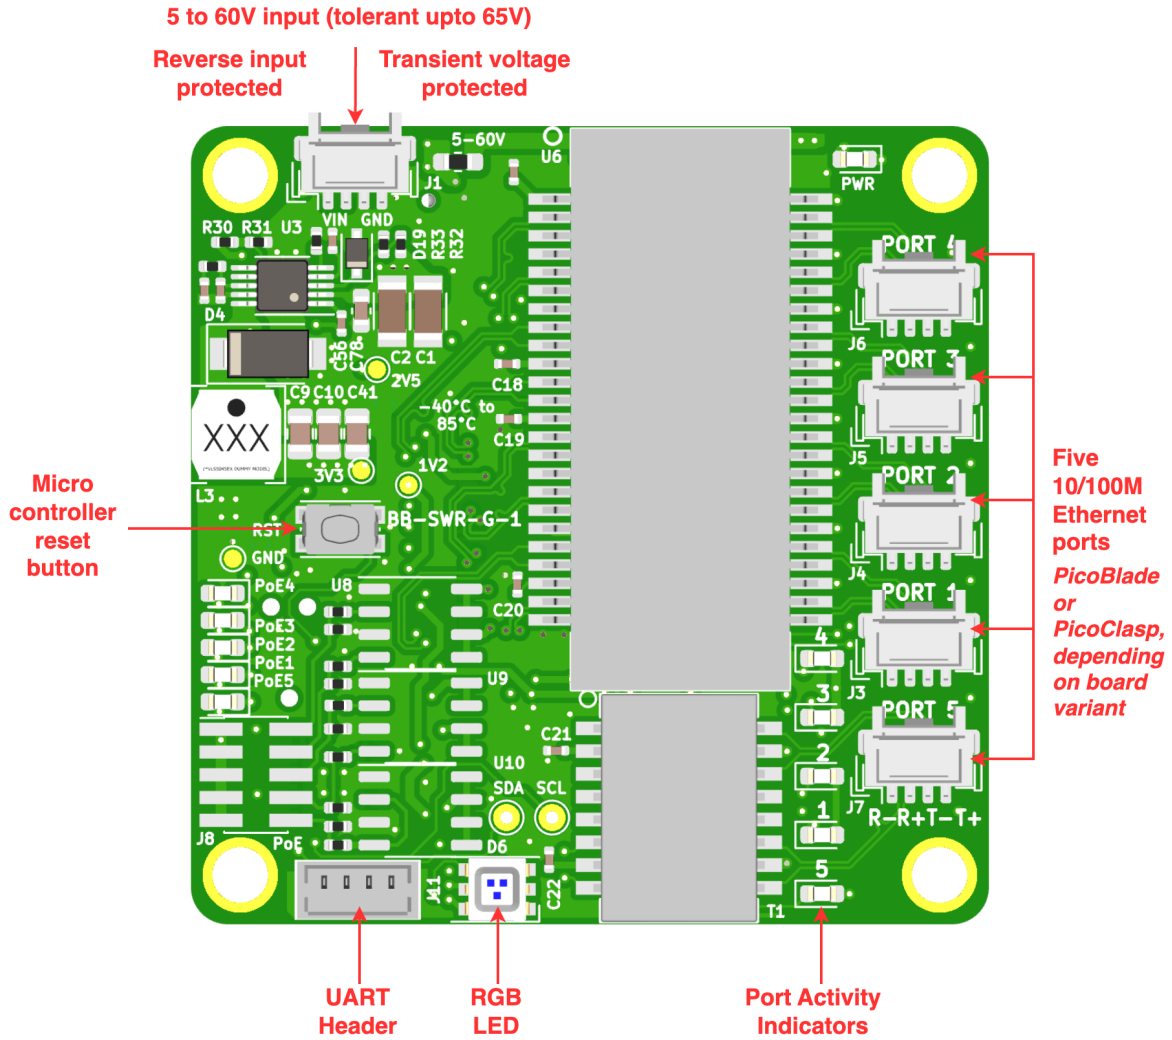 5 to 60V input (tolerant upto 65V)
Reverse input
protected
Transient voltage
protected
5-60V
U6
J1
PWR
VIN GND
R30 R31 U3
D19
R33
R32
PORT 4
D4
J6
C56
C78
C2 C1
2V5
PORT 3
C18
C9 C10 C41
-40°C to
85°C
C19
XXX
J5
3V3
1V2
L3
PORT 2
Micro
controller
reset
button
RST
BB-SWR-G-1
Five
10/100M
Ethernet
ports
PicoBlade
or
PicoClasp,
depending
on board
variant
GND
J4
PoE4
U8
C20
PORT 1
PoE3
PoE2
PoE1
PoE5
4
U9
J3
3
PORT 5
C21
2
U10
SDA SCL
J7
1
R-R+T-T+
J8
PoE
D6
5
J11
C22
T1
UART
Header
RGB
LED
Port Activity
Indicators